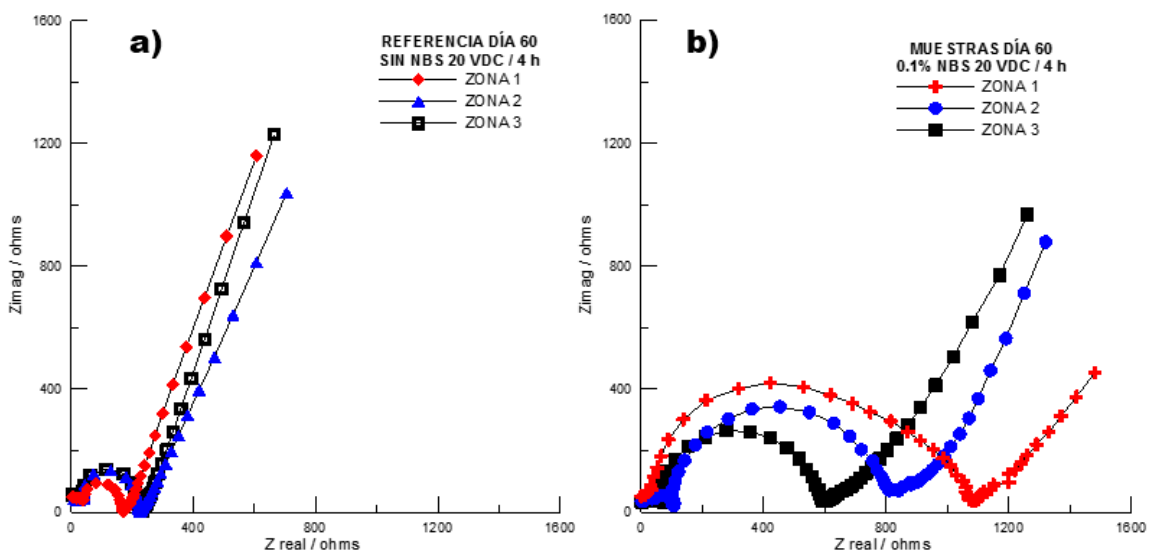 a)
REFERENCIA DÍA 60
SIN NBS 20 VDC / 4 h
ZONA 1
ZONA 2
ZONA 3
1600
1200
800
400
0
Zimag / ohms
0 400 800 1200 1600
Z real / ohms
b)
MUESTRAS DÍA 60
0.1% NBS 20 VDC / 4 h
ZONA 1
ZONA 2
ZONA 3
1600
1200
800
400
0
Zimag / ohms
0 400 800 1200 1600
Z real / ohms